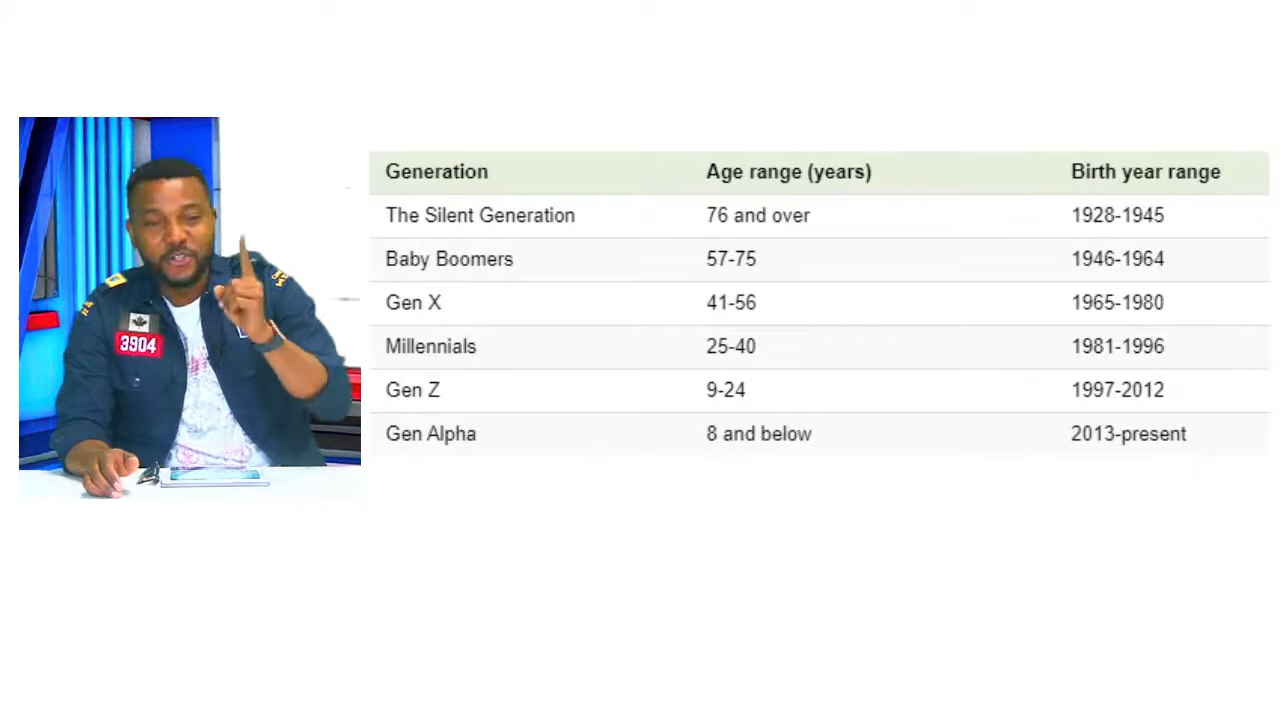 3904
Generation Age range (years) Birth year range
The Silent Generation 76 and over 1928-1945
Baby Boomers 57-75 1946-1964
Gen X 41-56 1965-1980
Millennials 25-40 1981-1996
Gen Z 9-24 1997-2012
Gen Alpha 8 and below 2013-present